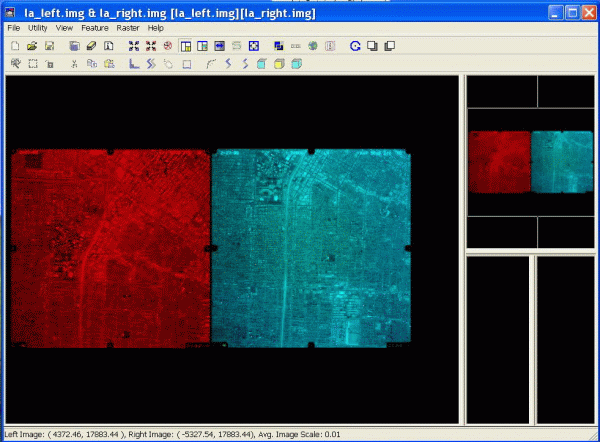 la_left.img & la_right.img [la_left.img][la_right.img]
File Utility View Feature Raster Help
Left Image: ( 4372.46, 17883.44 ), Right Image: ( -5327.54, 17883.44), Avg. Image Scale: 0.01